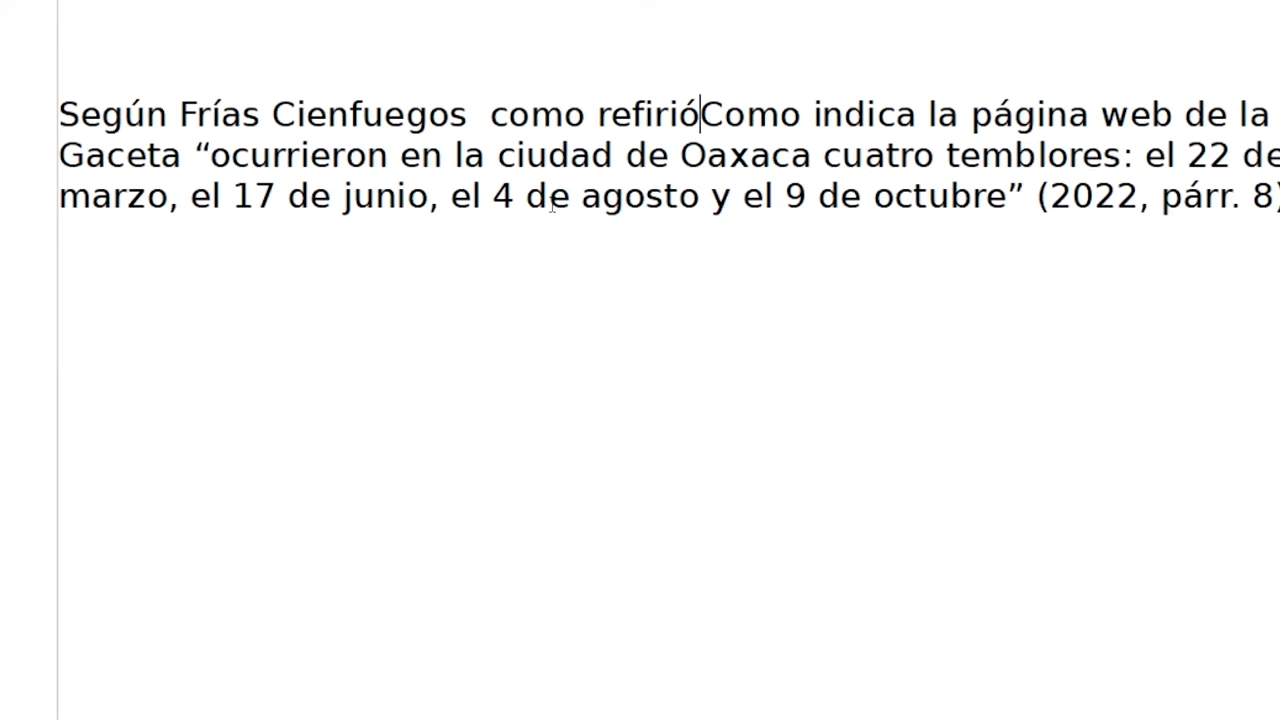 Según Frías Cienfuegos  como refirióComo indica la página web de la
Gaceta “ocurrieron en la ciudad de Oaxaca cuatro temblores: el 22 de
marzo, el 17 de junio, el 4 de agosto y el 9 de octubre” (2022, párr. 8)